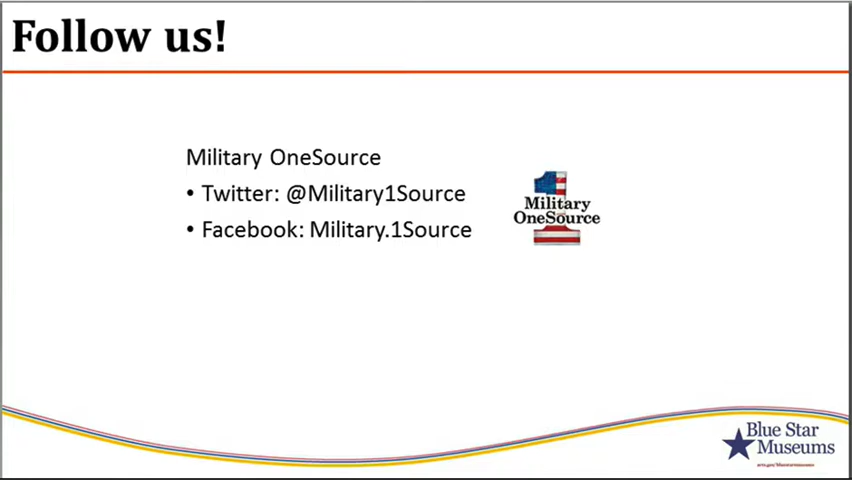 Follow us!
Military OneSource
• Twitter: @Military1Source
• Facebook: Military.1Source
Military
OneSource
Blue Star
Museums